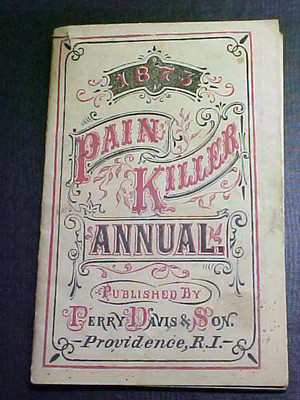 1873
PAIN
KILLER
ANNUAL.
PUBLISHED BY
PERRY DAVIS & SON.
-Providence, R.I.-